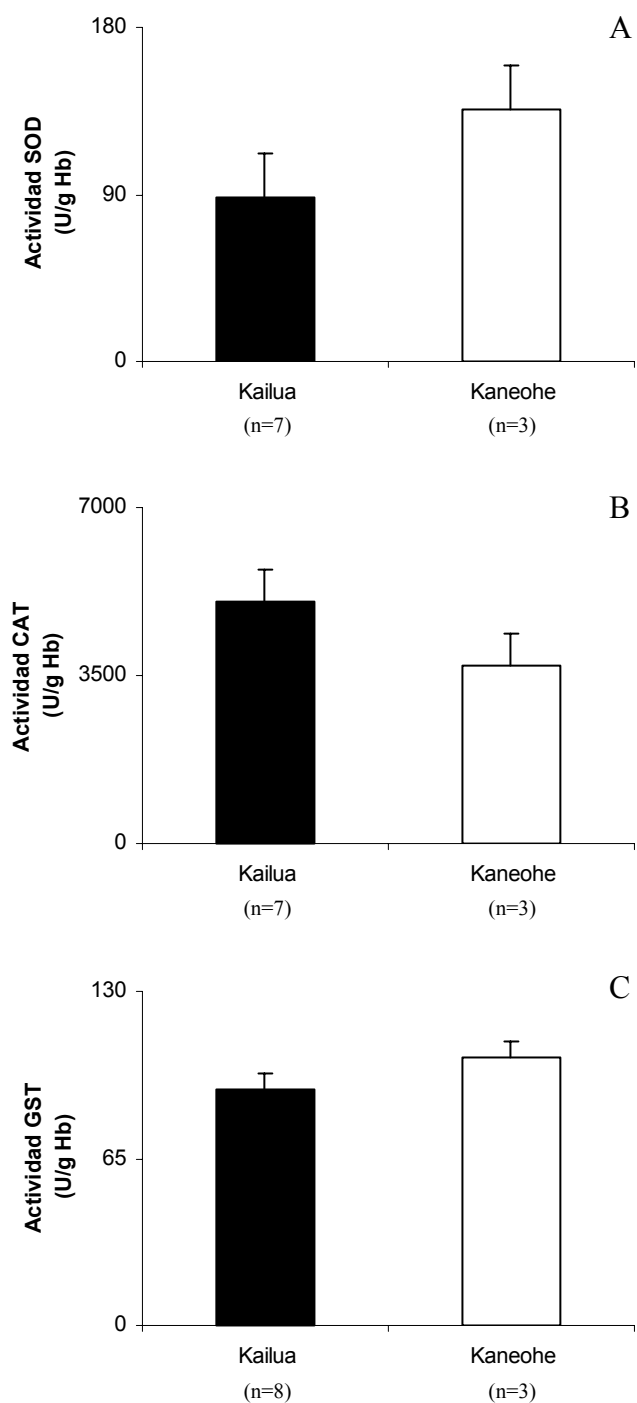 A
180
90
0
Actividad SOD
(U/g Hb)
Kailua
Kaneohe
(n=7)
(n=3)
B
7000
3500
0
Actividad CAT
(U/g Hb)
Kailua
Kaneohe
(n=7)
(n=3)
C
130
65
0
Actividad GST
(U/g Hb)
Kailua
Kaneohe
(n=8)
(n=3)